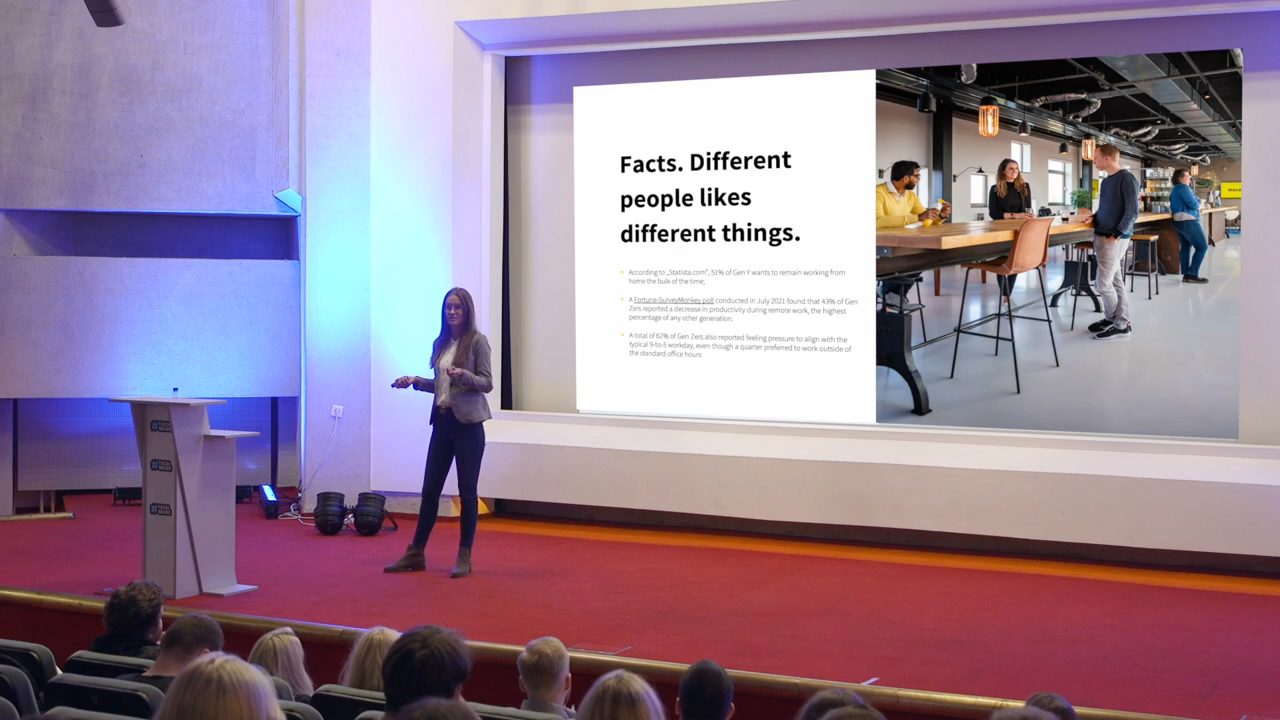 Facts. Different
people likes
different things.
According to „Statista.com", 51% of Gen Y wants to remain working from
home the bulk of the time;
A Fortune-SurveyMonkey poll conducted in July 2021 found that 43% of Gen
Zers reported a decrease in productivity during remote work, the highest
percentage of any other generation.
A total of 62% of Gen Zers also reported feeling pressure to align with the
typical 9-to-5 workday, even though a quarter preferred to work outside of
the standard office hours